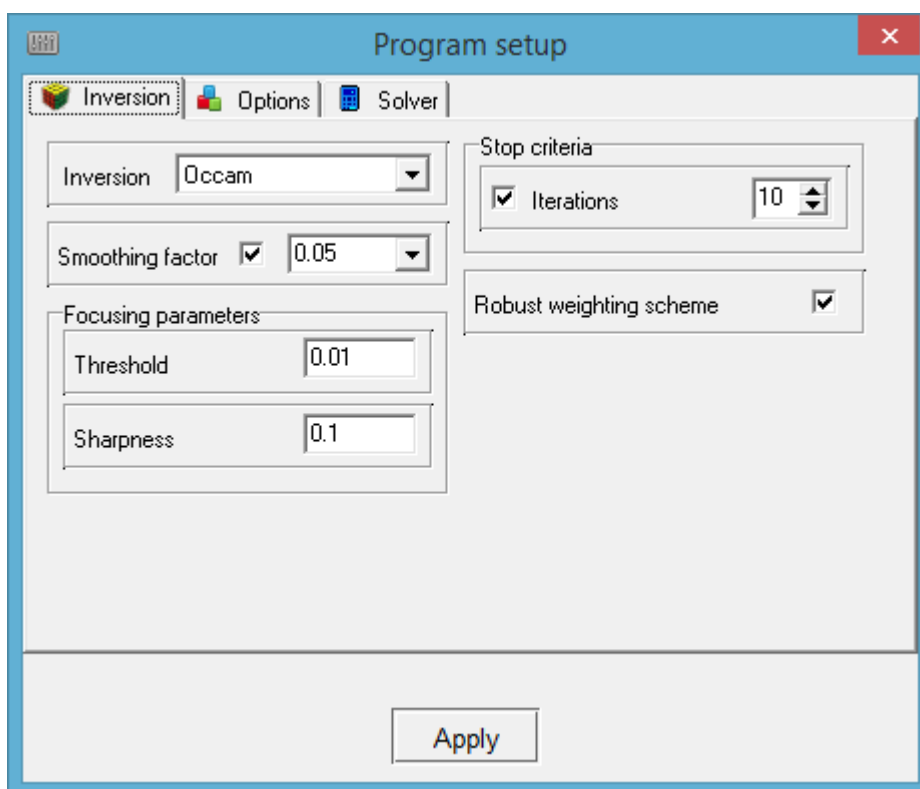 Program setup
Inversion
Options
Solver
Inversion
Occam
Smoothing factor
0.05
Focusing parameters
Threshold
0.01
Sharpness
0.1
Stop criteria
Iterations
10
Robust weighting scheme
Apply